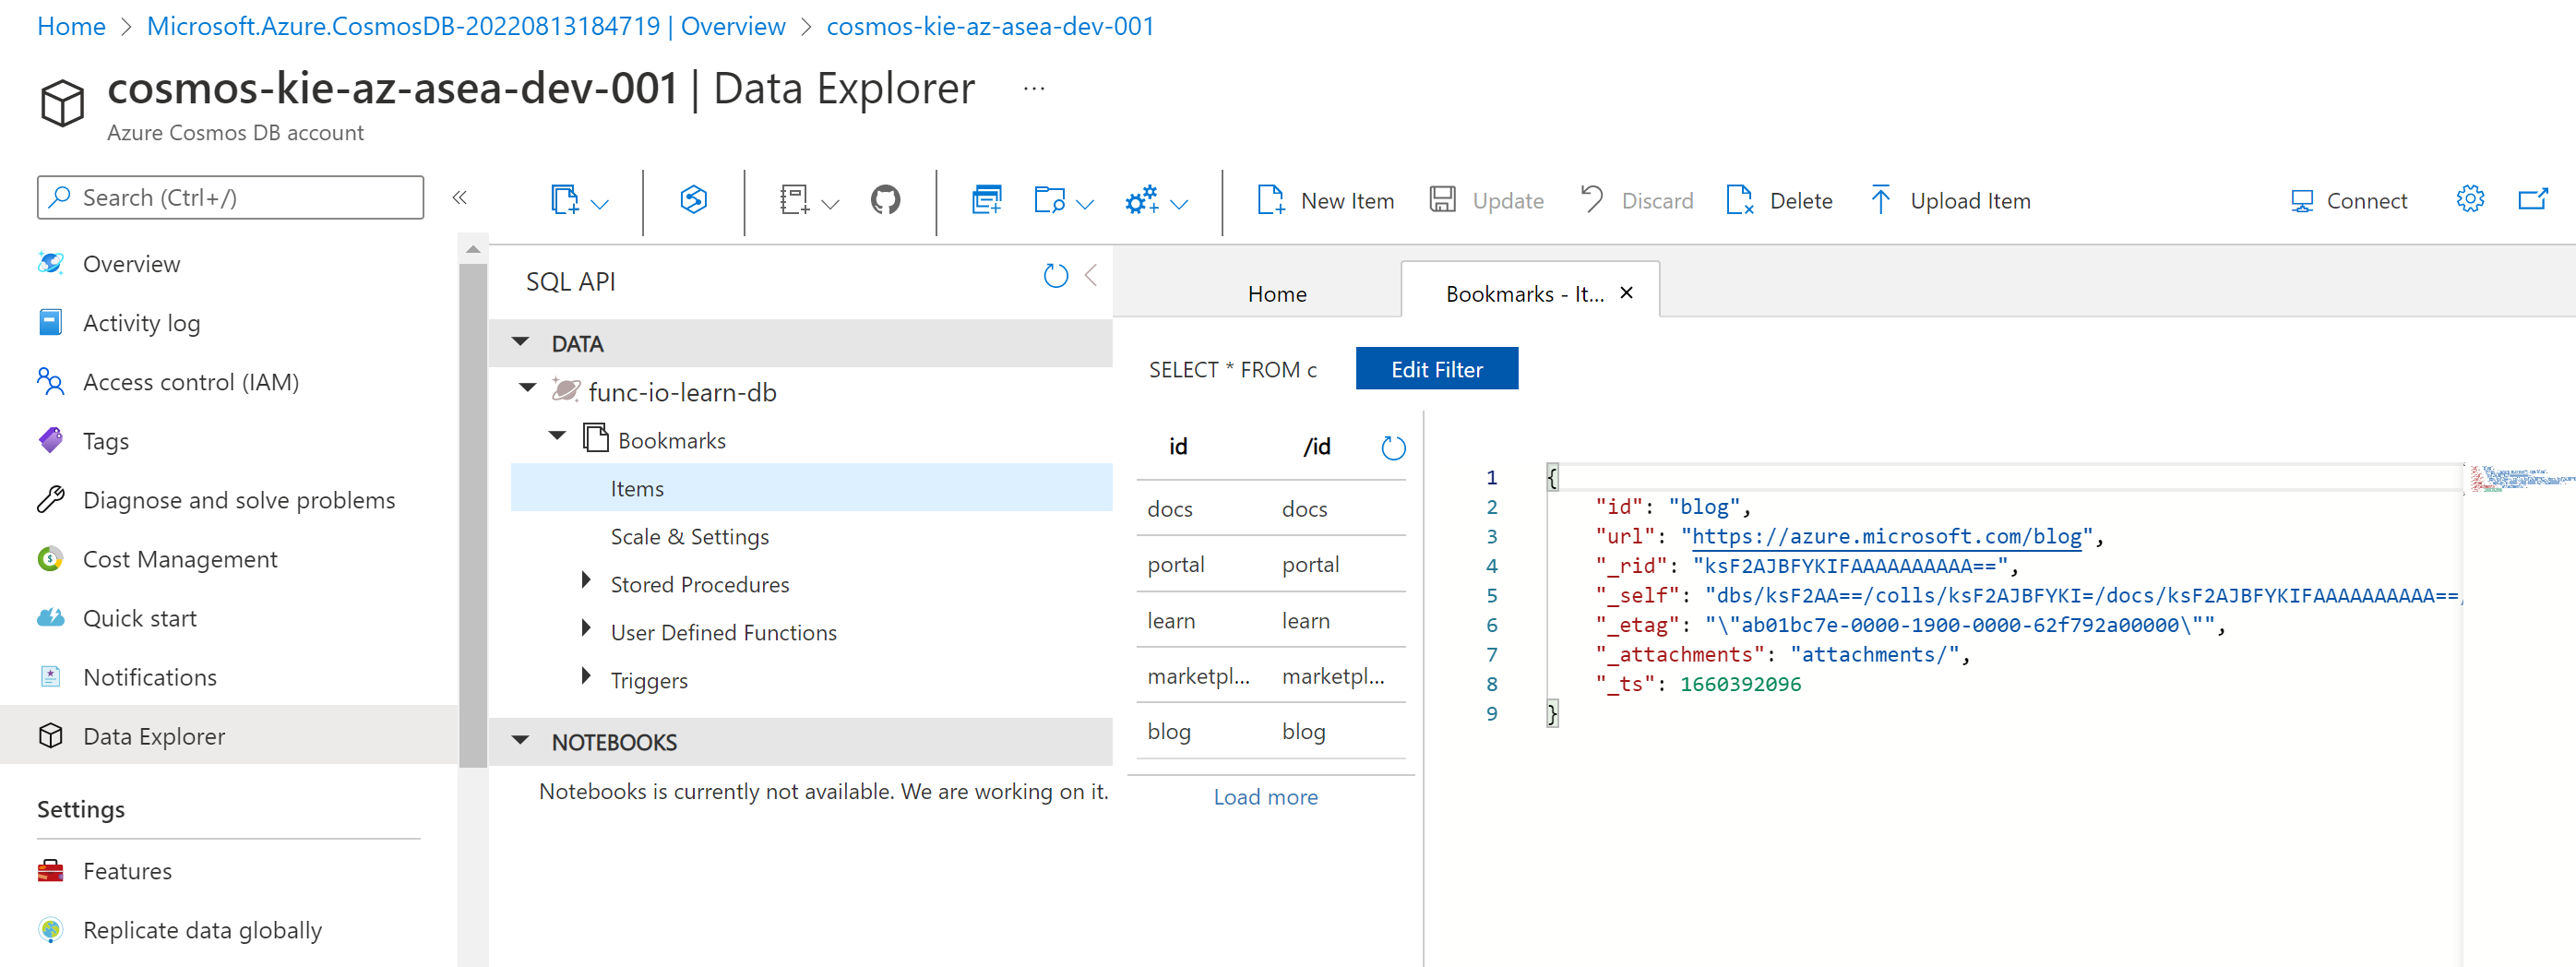 Home > Microsoft.Azure.CosmosDB-20220813184719 | Overview > cosmos-kie-az-asea-dev-001
cosmos-kie-az-asea-dev-001 | Data Explorer ...
Azure Cosmos DB account
Search (Ctrl+/)
«
Overview
Activity log
Access control (IAM)
Tags
Diagnose and solve problems
Cost Management
Quick start
Notifications
Data Explorer
Settings
Features
Replicate data globally
New Item Update Discard Delete Upload Item Connect
SQL API
DATA
func-io-learn-db
Bookmarks
Items
Scale & Settings
Stored Procedures
User Defined Functions
Triggers
NOTEBOOKS
Notebooks is currently not available. We are working on it.
Home Bookmarks - It... ×
SELECT * FROM c Edit Filter
id /id
docs docs
portal portal
learn learn
marketpl... marketpl...
blog blog
Load more
1 {
2 "id": "blog",
3 "url": "https://azure.microsoft.com/blog",
4 "_rid": "ksF2AJBFYKIFAAAAAAAAAA==",
5 "_self": "dbs/ksF2AA==/colls/ksF2AJBFYKI=/docs/ksF2AJBFYKIFAAAAAAAAAA==/
6 "_etag": "\"ab01bc7e-0000-1900-0000-62f792a00000\"",
7 "_attachments": "attachments/",
8 "_ts": 1660392096
9 }